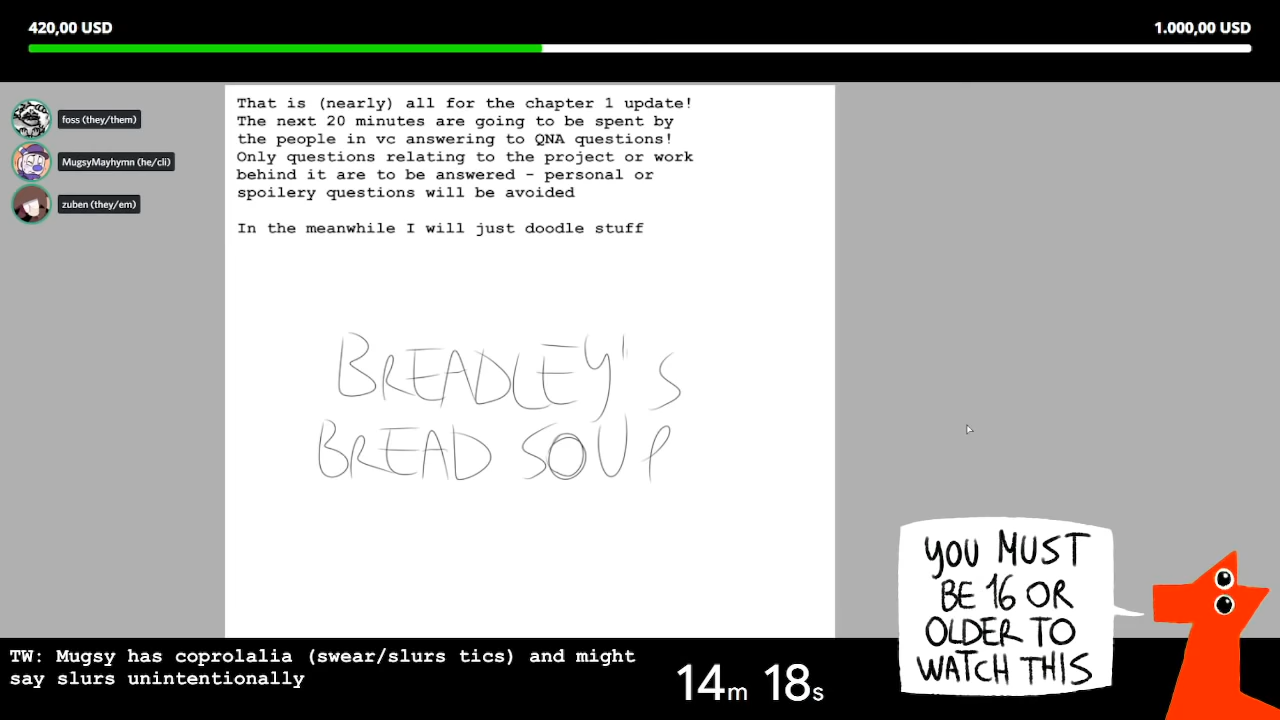 420,00 USD
1.000,00 USD
foss (they/them)
MugsyMayhymn (he/cli)
zuben (they/em)
That is (nearly) all for the chapter 1 update!
The next 20 minutes are going to be spent by
the people in vc answering to QNA questions!
Only questions relating to the project or work
behind it are to be answered - personal or
spoilery questions will be avoided
In the meanwhile I will just doodle stuff
BREADLEY's
BREAD SOUP
YOU MUST
BE 16 OR
OLDER TO
WATCH THIS
TW: Mugsy has coprolalia (swear/slurs tics) and might
say slurs unintentionally
14m 18s